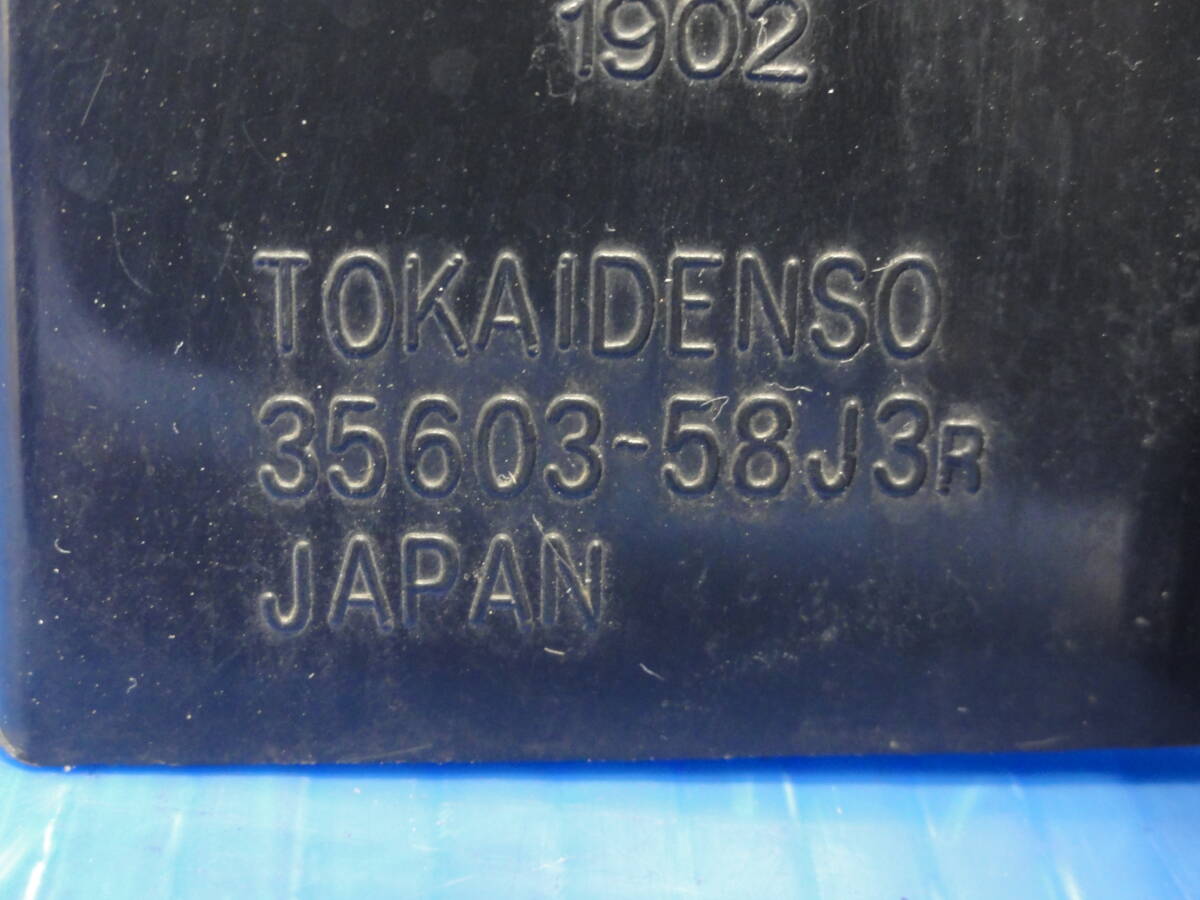 1902
TOKAIDENSO
35603-58J3R
JAPAN